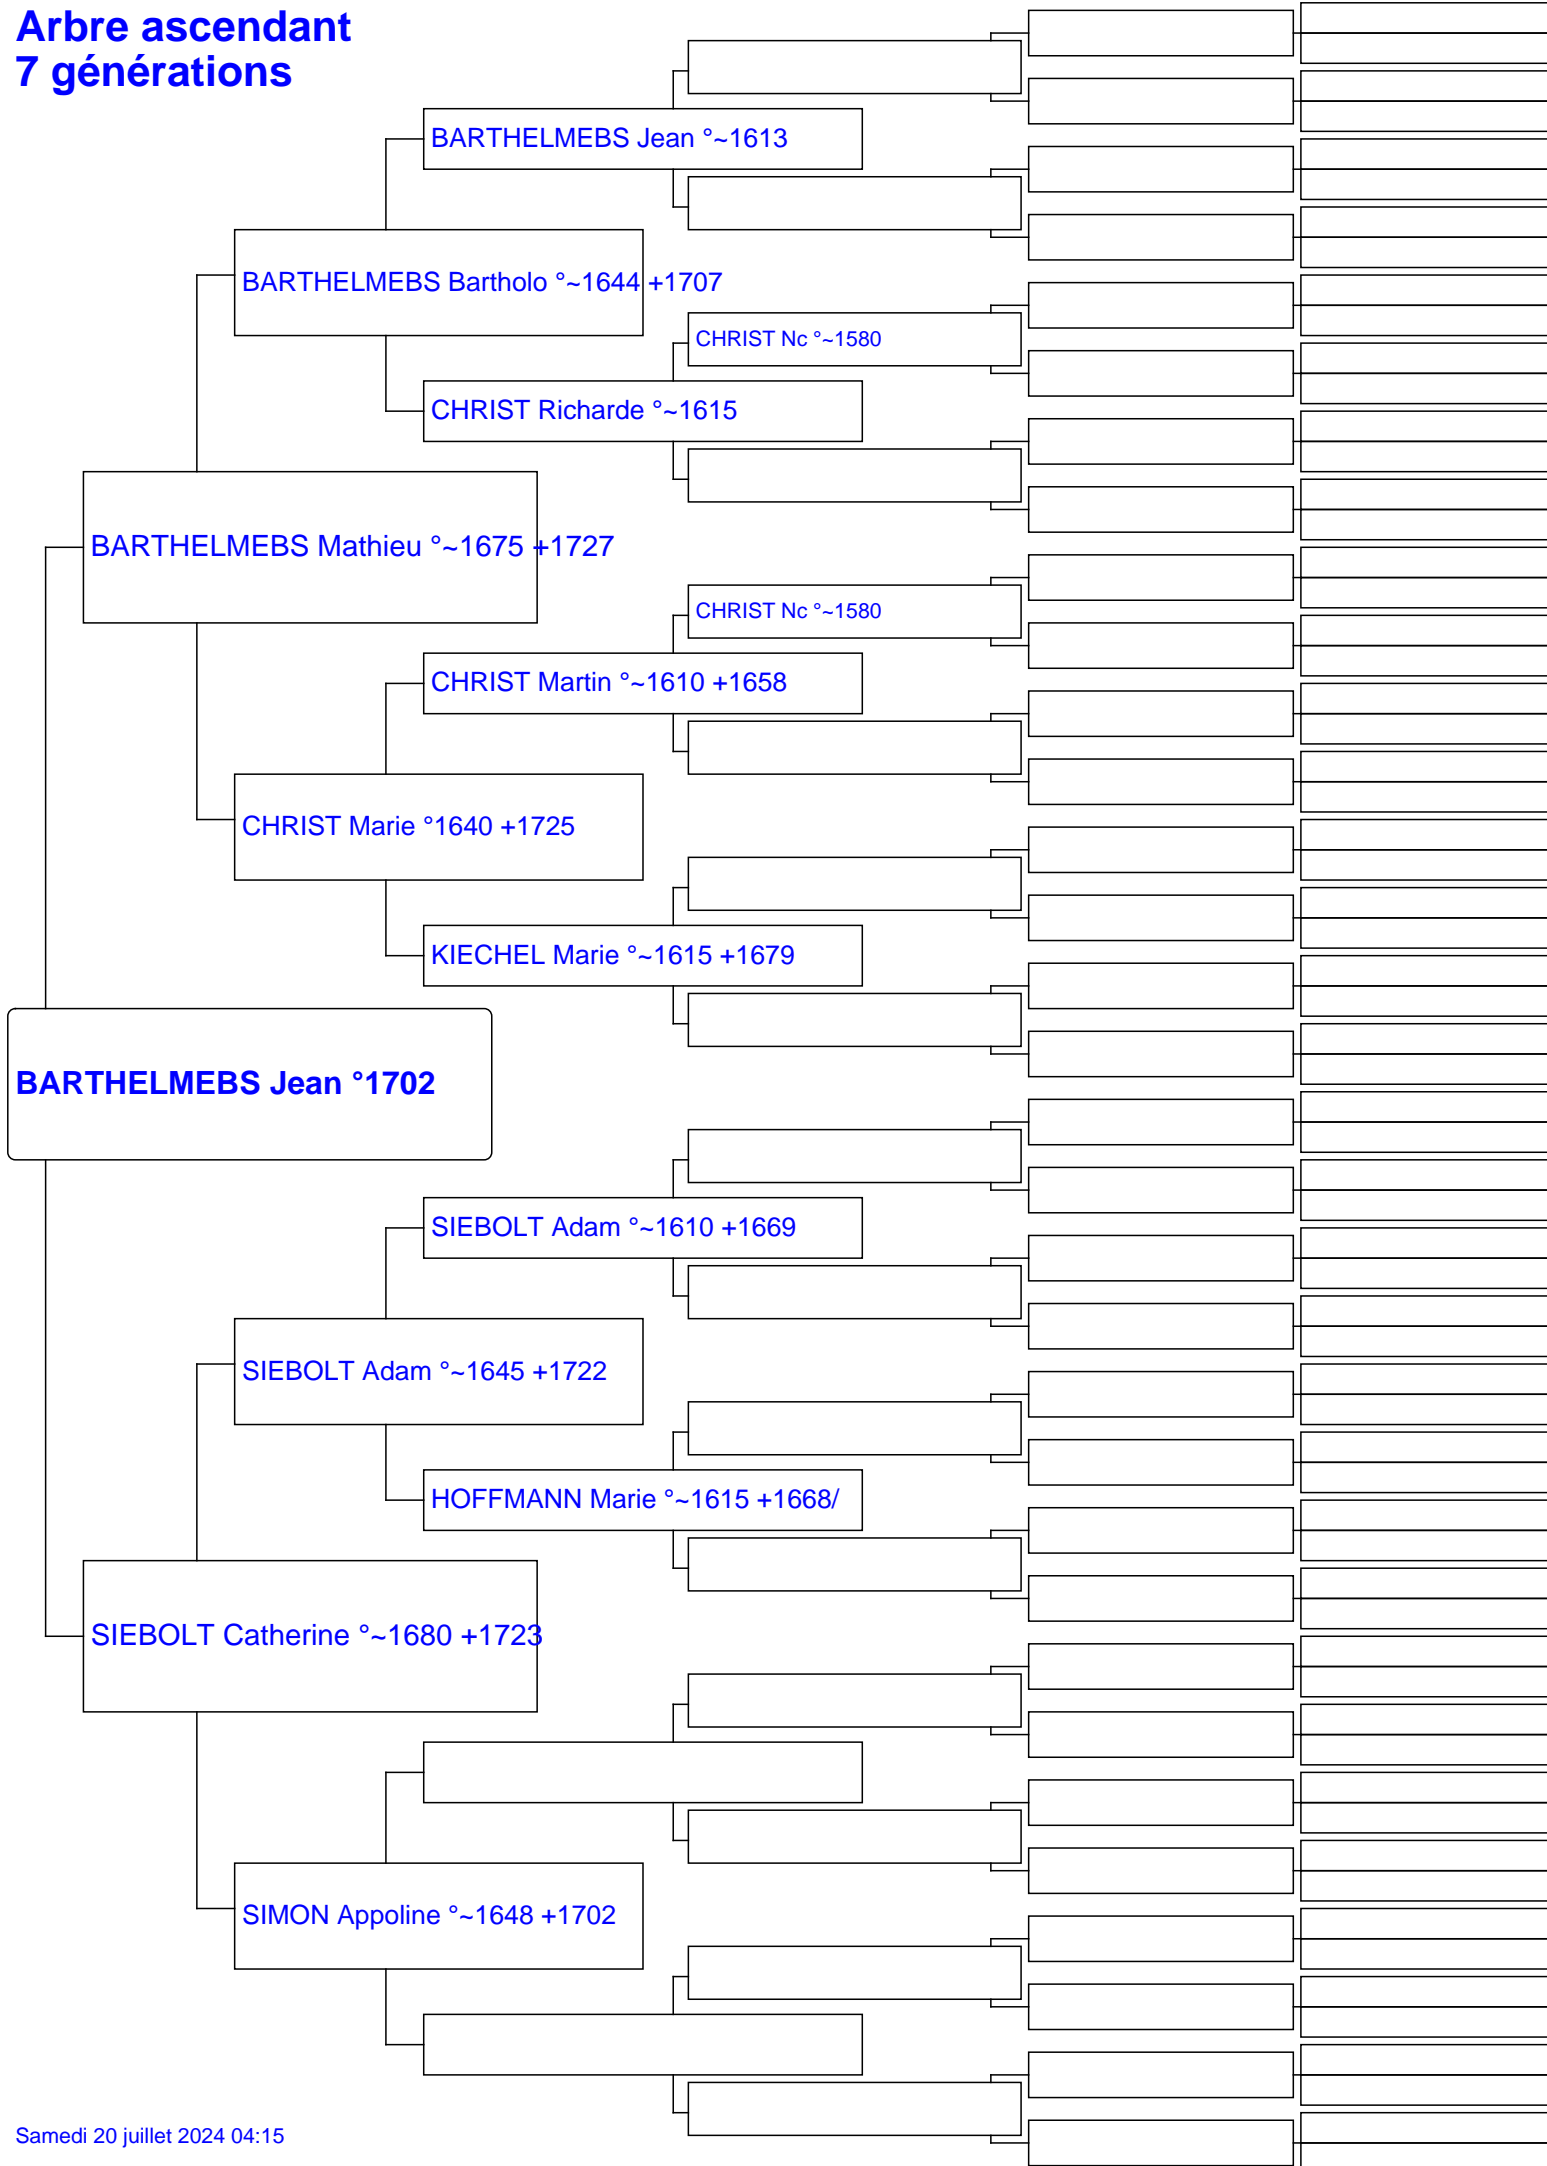 Arbre ascendant
7 générations
BARTHELMEBS Jean °~1613
BARTHELMEBS Bartholo °~1644 +1707
CHRIST Nc °~1580
CHRIST Richarde °~1615
BARTHELMEBS Mathieu °~1675 +1727
CHRIST Nc °~1580
CHRIST Martin °~1610 +1658
CHRIST Marie °1640 +1725
KIECHEL Marie °~1615 +1679
BARTHELMEBS Jean °1702
SIEBOLT Adam °~1610 +1669
SIEBOLT Adam °~1645 +1722
HOFFMANN Marie °~1615 +1668/
SIEBOLT Catherine °~1680 +1723
SIMON Appoline °~1648 +1702
Samedi 20 juillet 2024 04:15